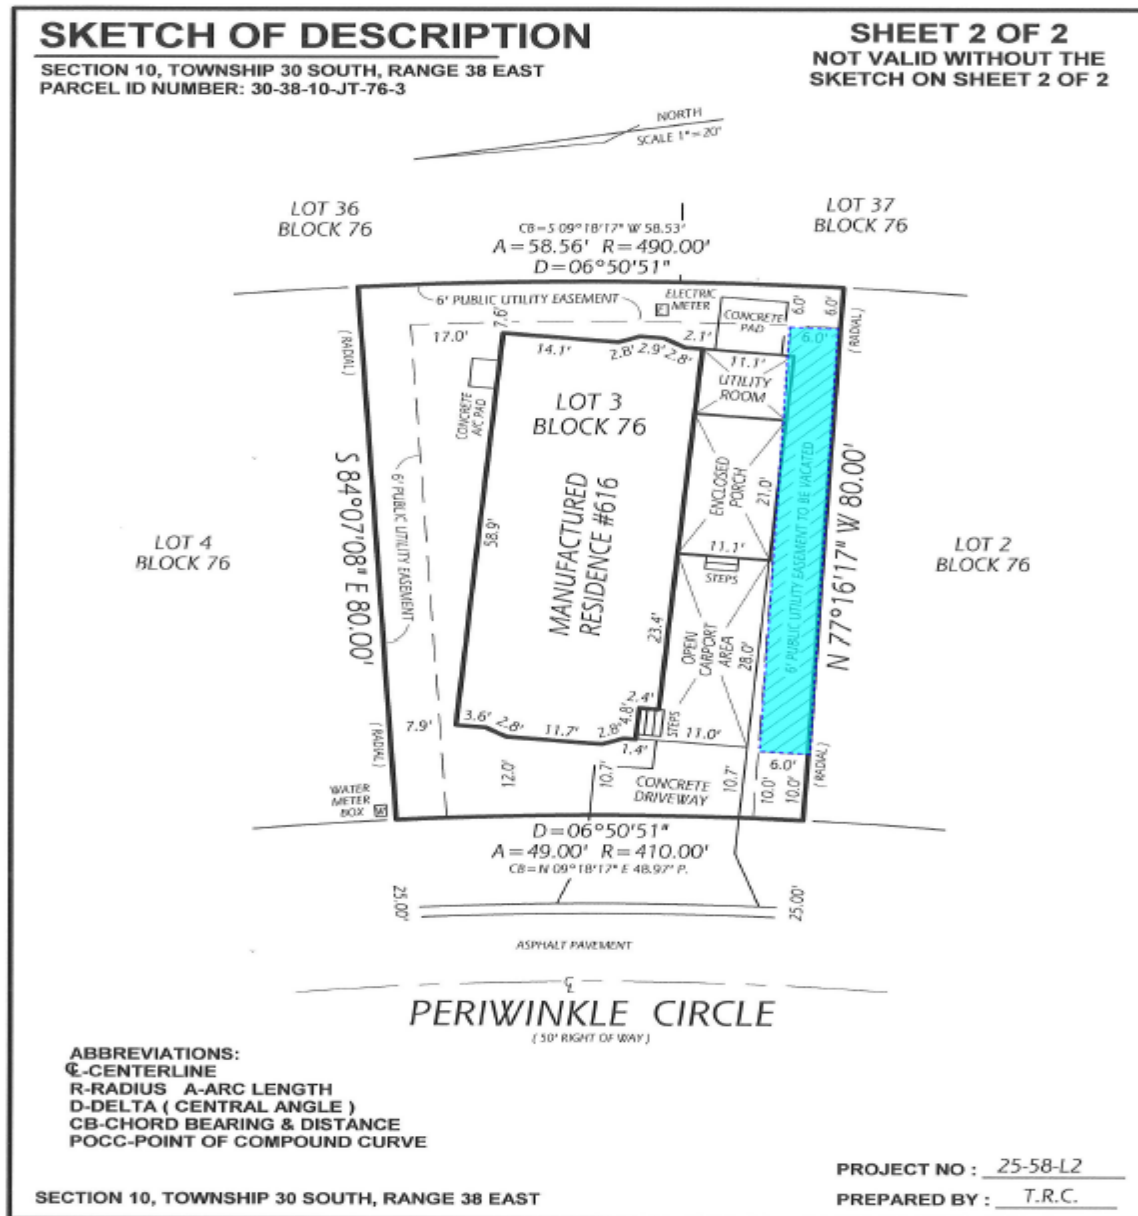 SKETCH OF DESCRIPTION
SECTION 10, TOWNSHIP 30 SOUTH, RANGE 38 EAST
PARCEL ID NUMBER: 30-38-10-JT-76-3
SHEET 2 OF 2
NOT VALID WITHOUT THE
SKETCH ON SHEET 2 OF 2
NORTH
SCALE 1"=20'
LOT 36
BLOCK 76
LOT 37
BLOCK 76
CB=S 09°18'17" W 58.53'
A=58.56' R=490.00'
D=06°50'51"
6' PUBLIC UTILITY EASEMENT
ELECTRIC
METER
E
CONCRETE
PAD
6.0'
6.0'
6.0'
(RADIAL)
(RADIAL)
17.0'
7.6'
14.1'
2.8'
2.9'
2.8'
2.1'
11.1'
UTILITY
ROOM
CONCRETE
A/C PAD
LOT 3
BLOCK 76
S 84°07'08" E 80.00'
6' PUBLIC UTILITY EASEMENT
58.9'
MANUFACTURED
RESIDENCE #616
ENCLOSED
PORCH
21.0'
11.1'
STEPS
6' PUBLIC UTILITY EASEMENT TO BE VACATED
N 77°16'17" W 80.00'
LOT 4
BLOCK 76
LOT 2
BLOCK 76
23.4'
OPEN
CARPORT
AREA
28.0'
2.4'
4.8'
STEPS
11.0'
7.9'
3.6'
2.8'
11.7'
2.8'
1.4'
(RADIAL)
(RADIAL)
6.0'
12.0'
10.7'
CONCRETE
DRIVEWAY
10.7'
10.0'
10.0'
WATER
METER
BOX
W
D=06°50'51"
A=49.00' R=410.00'
CB=N 09°18'17" E 48.97' P.
25.00'
25.00'
ASPHALT PAVEMENT
℄
PERIWINKLE CIRCLE
( 50' RIGHT OF WAY )
ABBREVIATIONS:
℄-CENTERLINE
R-RADIUS A-ARC LENGTH
D-DELTA ( CENTRAL ANGLE )
CB-CHORD BEARING & DISTANCE
POCC-POINT OF COMPOUND CURVE
SECTION 10, TOWNSHIP 30 SOUTH, RANGE 38 EAST
PROJECT NO : 25-58-L2
PREPARED BY : T.R.C.